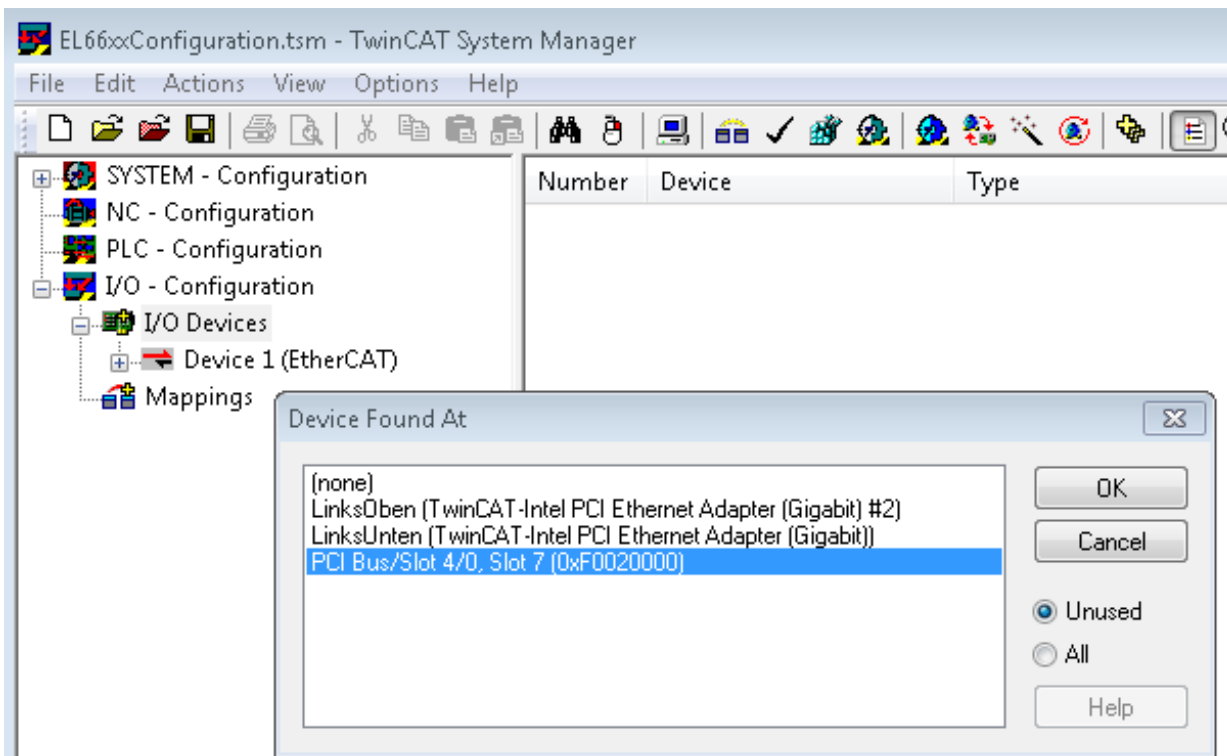 EL66xxConfiguration.tsm - TwinCAT System Manager
File Edit Actions View Options Help
SYSTEM - Configuration
NC - Configuration
PLC - Configuration
I/O - Configuration
I/O Devices
Device 1 (EtherCAT)
Mappings
Number Device Type
Device Found At
(none)
LinksOben (TwinCAT-Intel PCI Ethernet Adapter (Gigabit) #2)
LinksUnten (TwinCAT-Intel PCI Ethernet Adapter (Gigabit))
PCI Bus/Slot 4/0, Slot 7 (0xF0020000)
OK
Cancel
Unused
All
Help